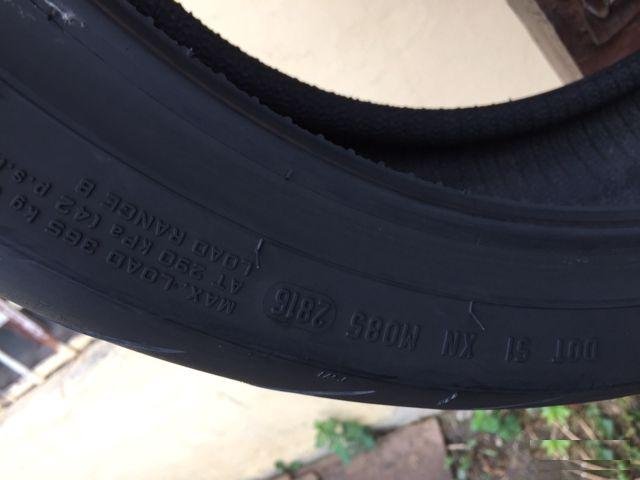 MAX. LOAD 365 kg
AT 290 kPa (42 p.s.i
LOAD RANGE B
DOT 51 XN M085 2816